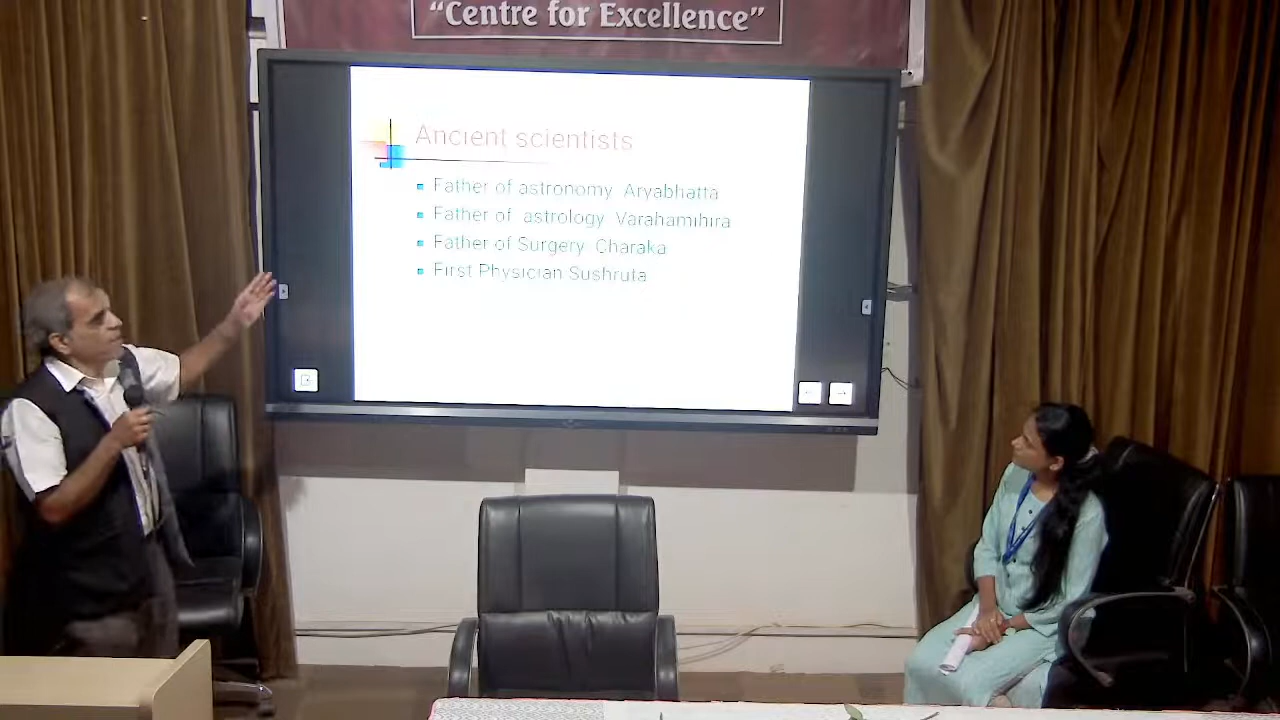 “Centre for Excellence”
Ancient scientists
Father of astronomy Aryabhatta
Father of astrology Varahamihira
Father of Surgery Charaka
First Physician Sushruta